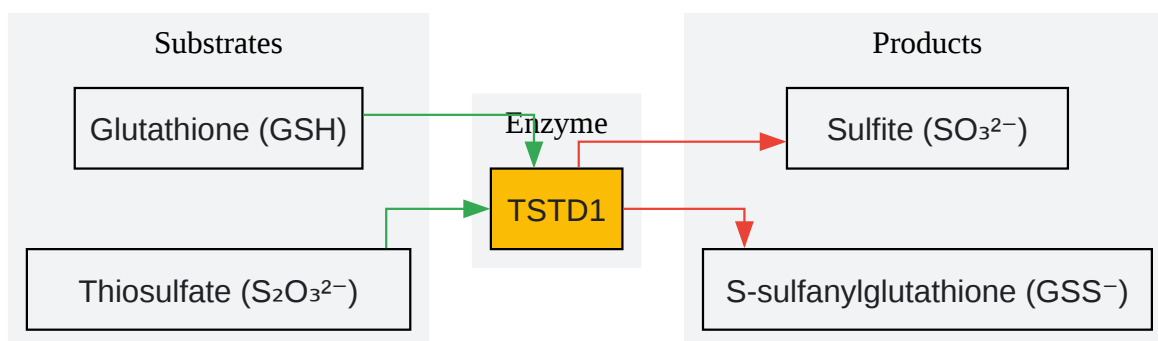 Substrates
Glutathione (GSH)
Thiosulfate (S₂O₃²⁻)
Enzyme
TSTD1
Products
Sulfite (SO₃²⁻)
S-sulfanylglutathione (GSS⁻)